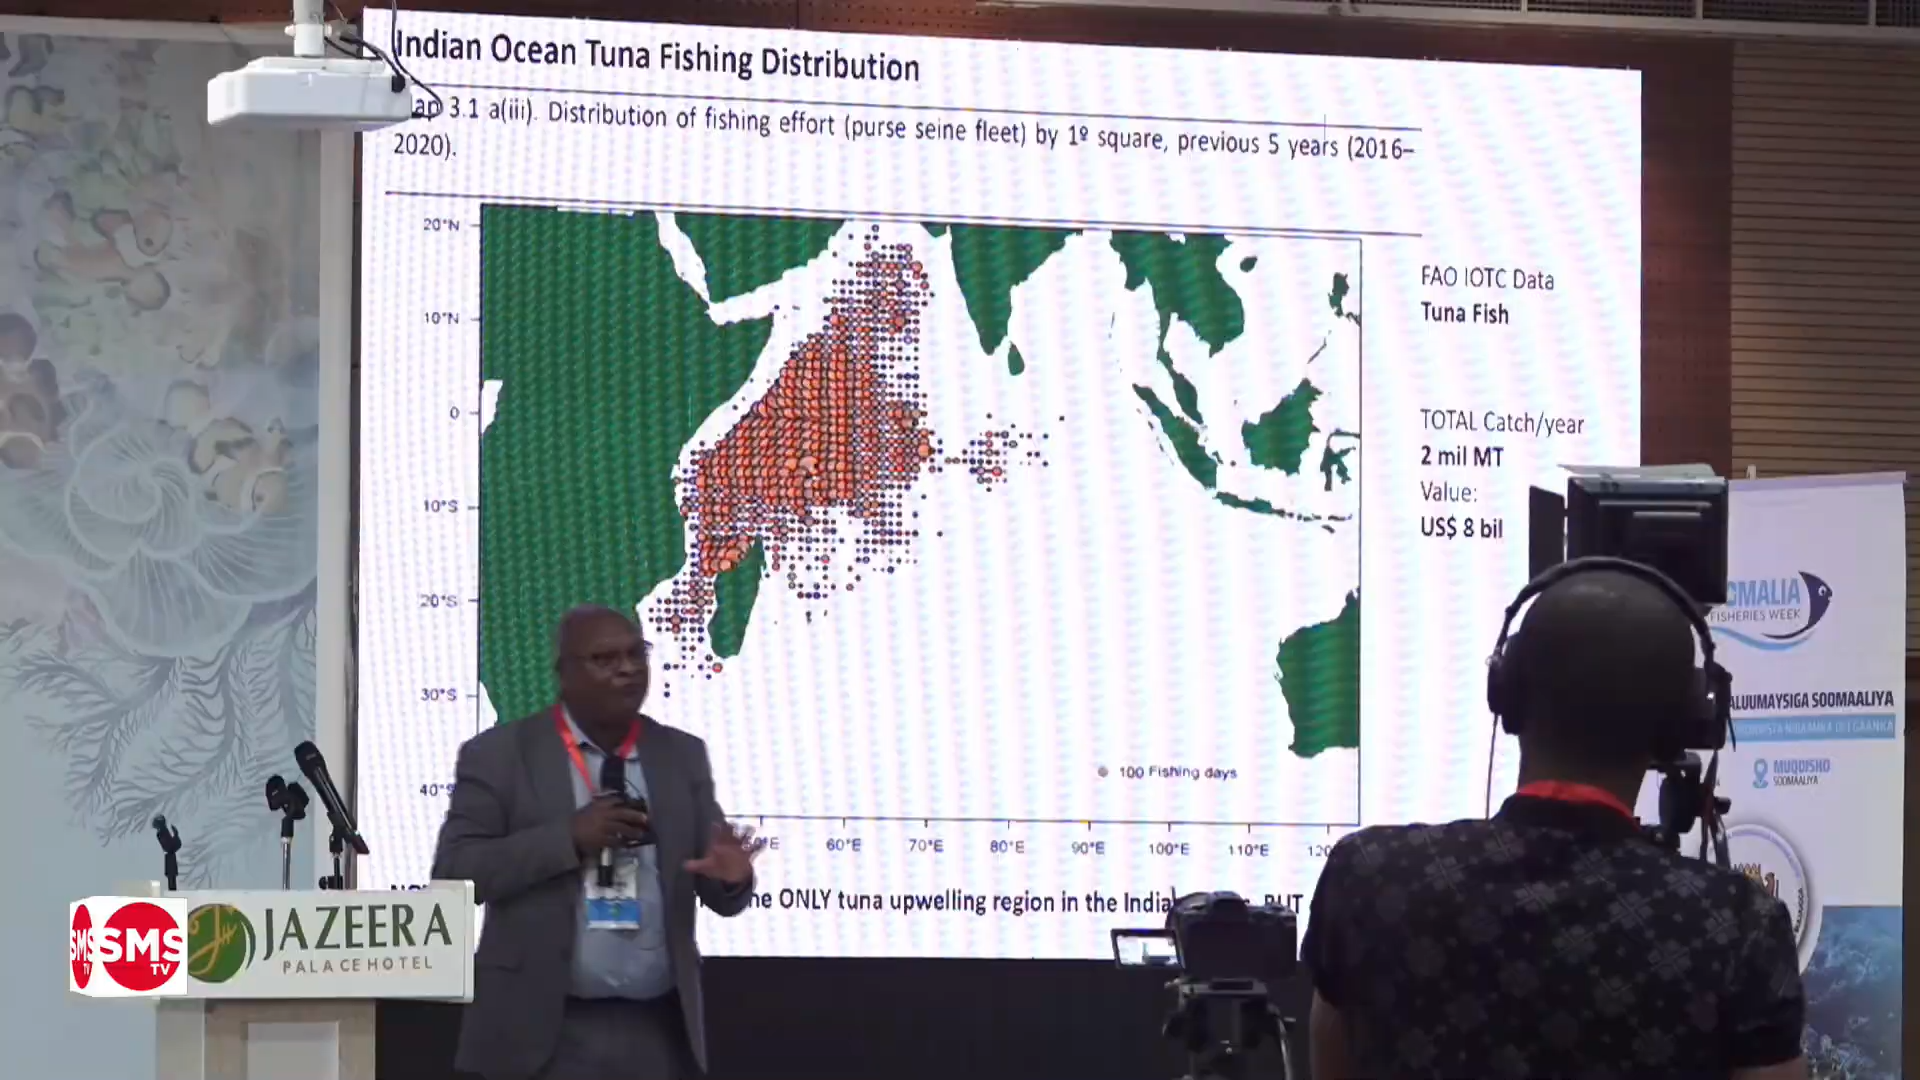 Indian Ocean Tuna Fishing Distribution
3.1 a(iii). Distribution of fishing effort (purse seine fleet) by 1º square, previous 5 years (2016–
2020).
20°N
10°N
0
10°S
20°S
30°S
40°S
60°E
70°E
80°E
90°E
100°E
110°E
100 Fishing days
FAO IOTC Data
Tuna Fish
TOTAL Catch/year
2 mil MT
Value:
US$ 8 bil
ONLY tuna upwelling region in the
FISHERIES WEEK
SOOMAALIYA
MUQDISHO
SOOMAALIYA
JAZEERA
PALACE HOTEL
SMS
TV